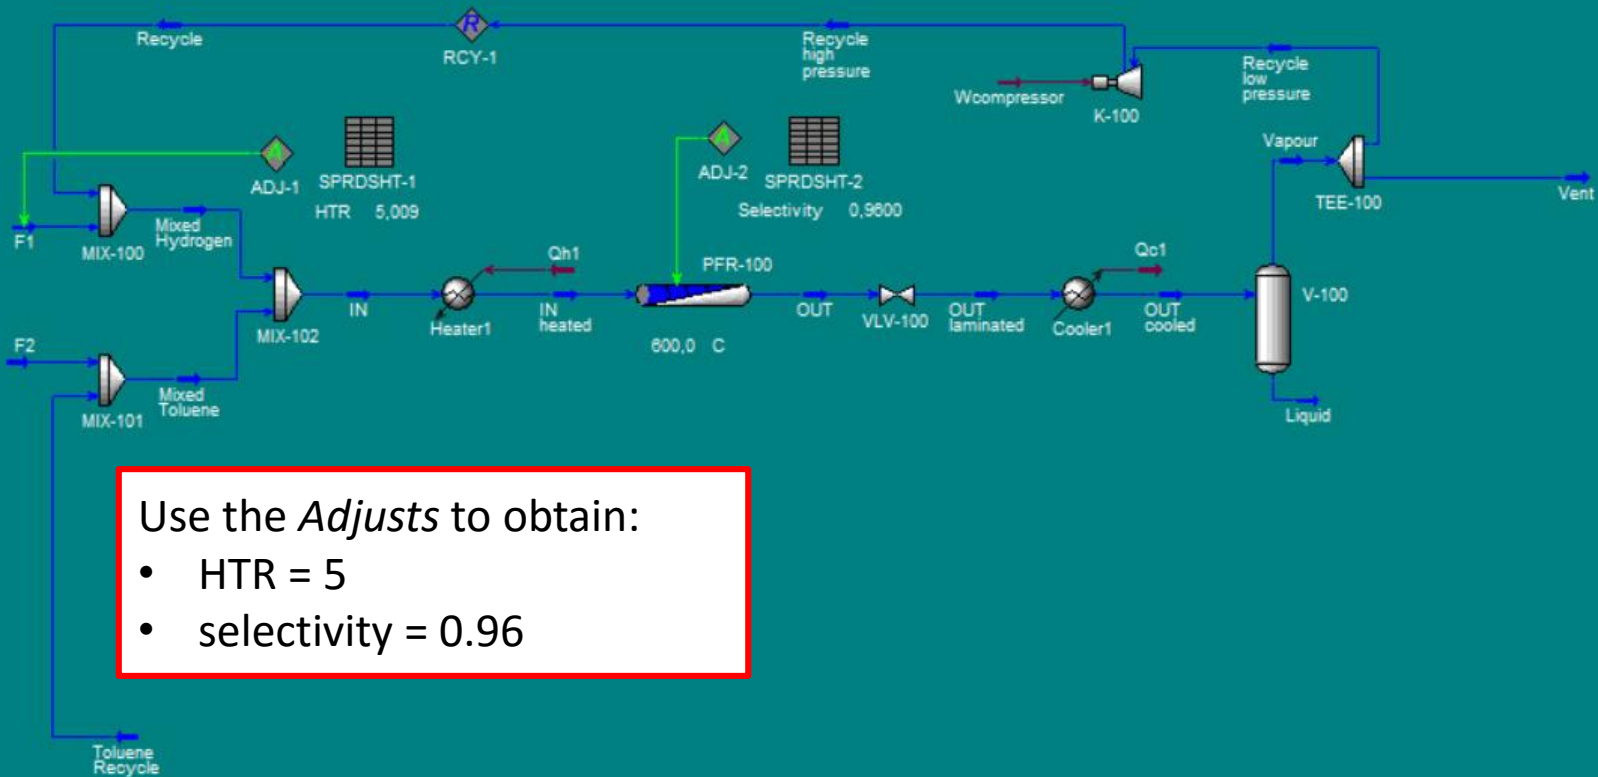 Recycle
R
RCY-1
Recycle
high
pressure
Recycle
low
pressure
Wcompressor
K-100
A
ADJ-1
SPRDSHT-1
HTR 5,009
A
ADJ-2
SPRDSHT-2
Selectivity 0,9600
Vapour
TEE-100
Vent
F1
MIX-100
Mixed
Hydrogen
MIX-102
IN
Qh1
Heater1
IN
heated
PFR-100
600,0 C
OUT
VLV-100
OUT
laminated
Qc1
Cooler1
OUT
cooled
V-100
Liquid
F2
MIX-101
Mixed
Toluene
Use the Adjusts to obtain:
• HTR = 5
• selectivity = 0.96
Toluene
Recycle